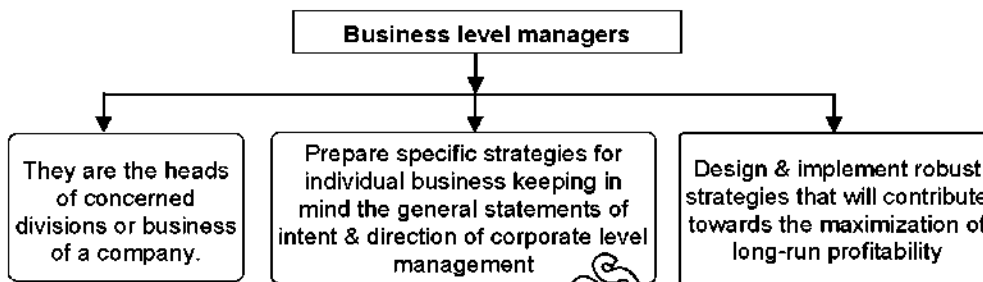 Business level managers
They are the heads
of concerned
divisions or business
of a company.
Prepare specific strategies for
individual business keeping in
mind the general statements of
intent & direction of corporate level
management
Design & implement robust
strategies that will contribute
towards the maximization of
long-run profitability